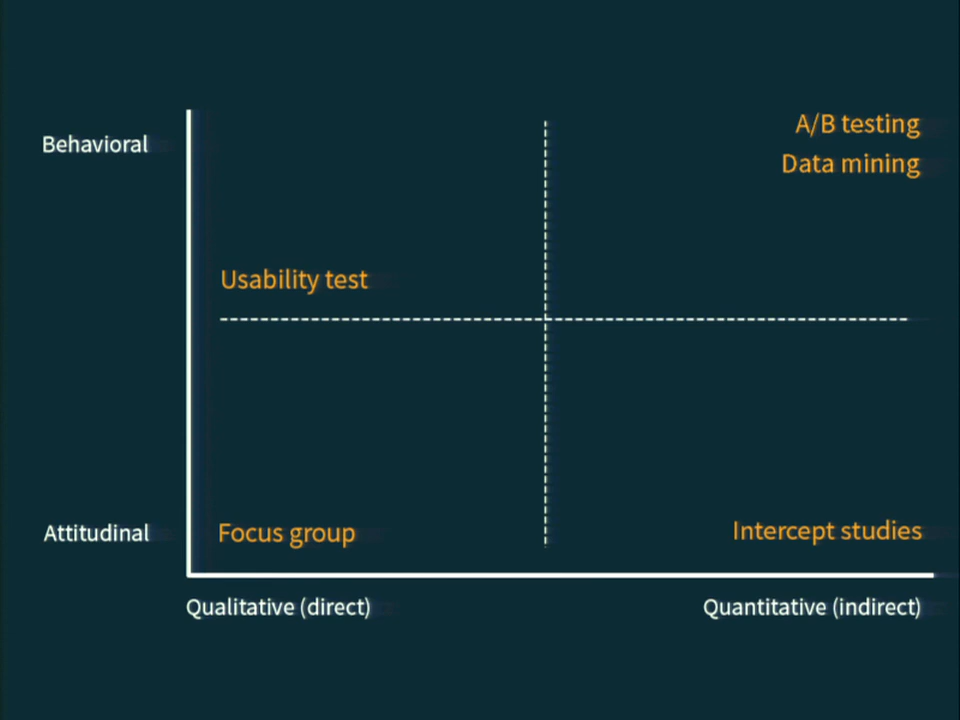 A/B testing
Behavioral
Data mining
Usability test
Attitudinal
Focus group
Intercept studies
Qualitative (direct)
Quantitative (indirect)